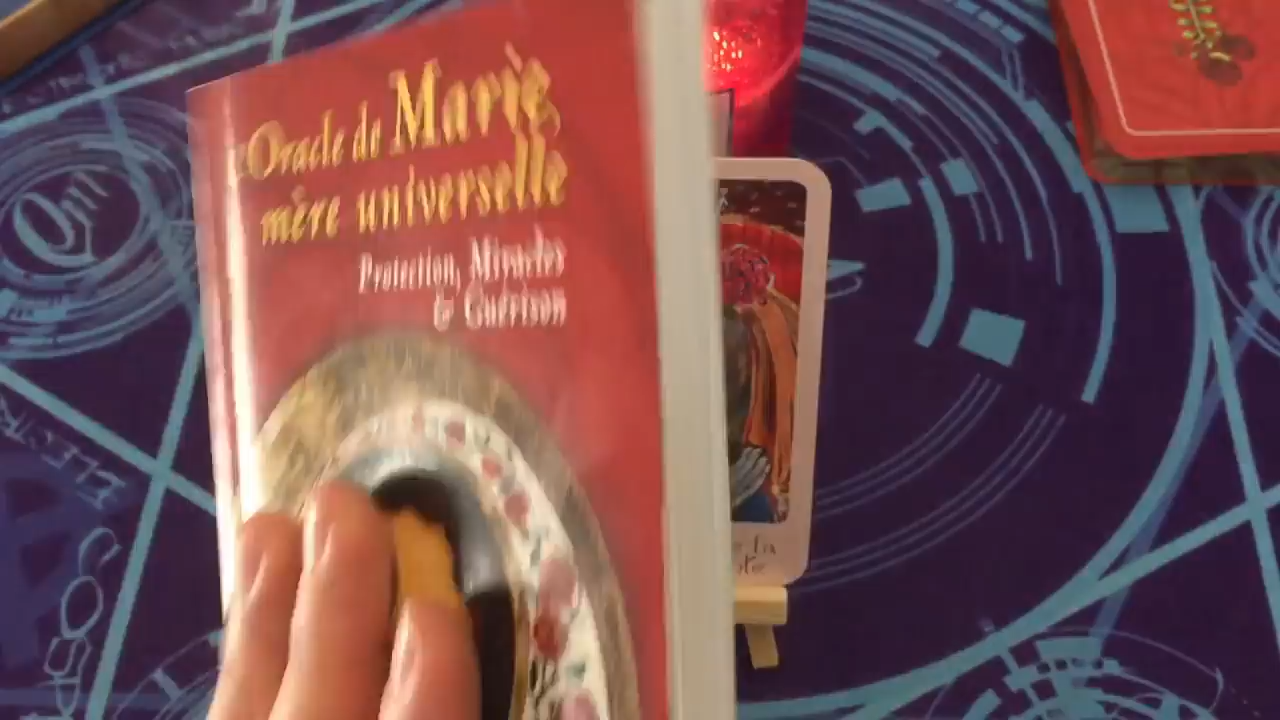 Oracle de Marie
mère universelle
Protection, Miracles
& Guérison